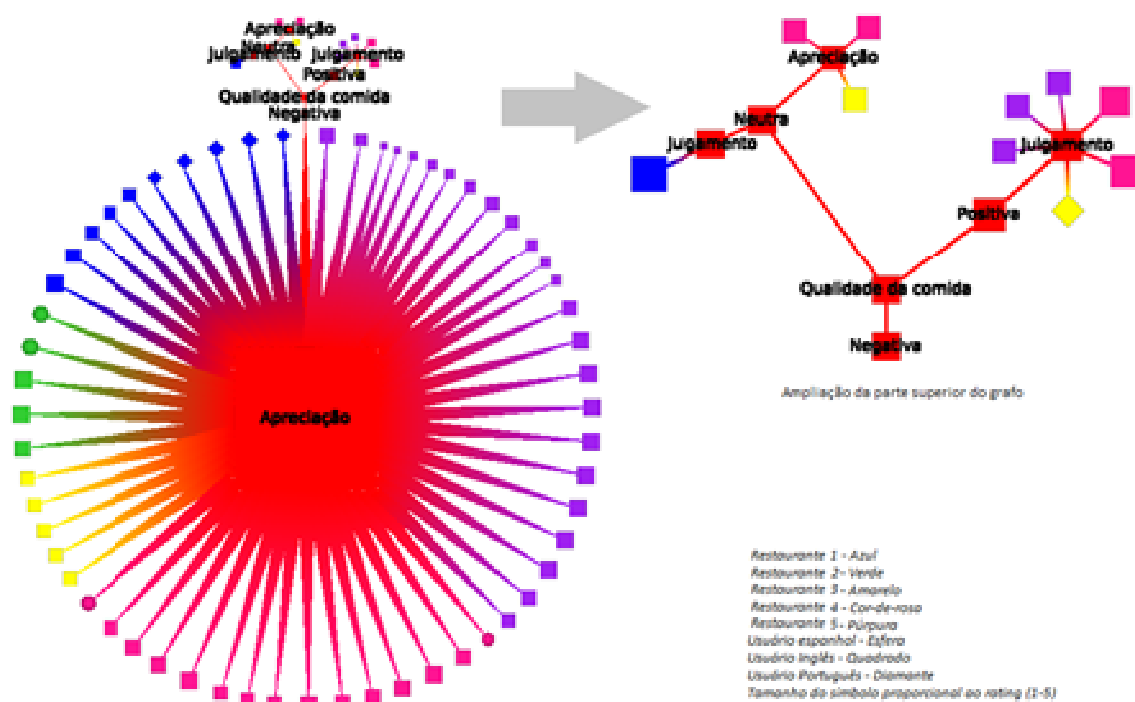 Apreciação
Neutra
Julgamento
Julgamento
Positiva
Qualidade da comida
Negativa
Apreciação
Apreciação
Neutra
Julgamento
Julgamento
Positiva
Qualidade da comida
Negativa
Ampliação da parte superior do grafo
Restaurante 1 - Azul
Restaurante 2 - Verde
Restaurante 3 - Amarelo
Restaurante 4 - Cor-de-rosa
Restaurante 5 - Púrpura
Usuário espanhol - Esfera
Usuário Inglês - Quadrado
Usuário Português - Diamante
Tamanho do símbolo proporcional ao rating (1-5)